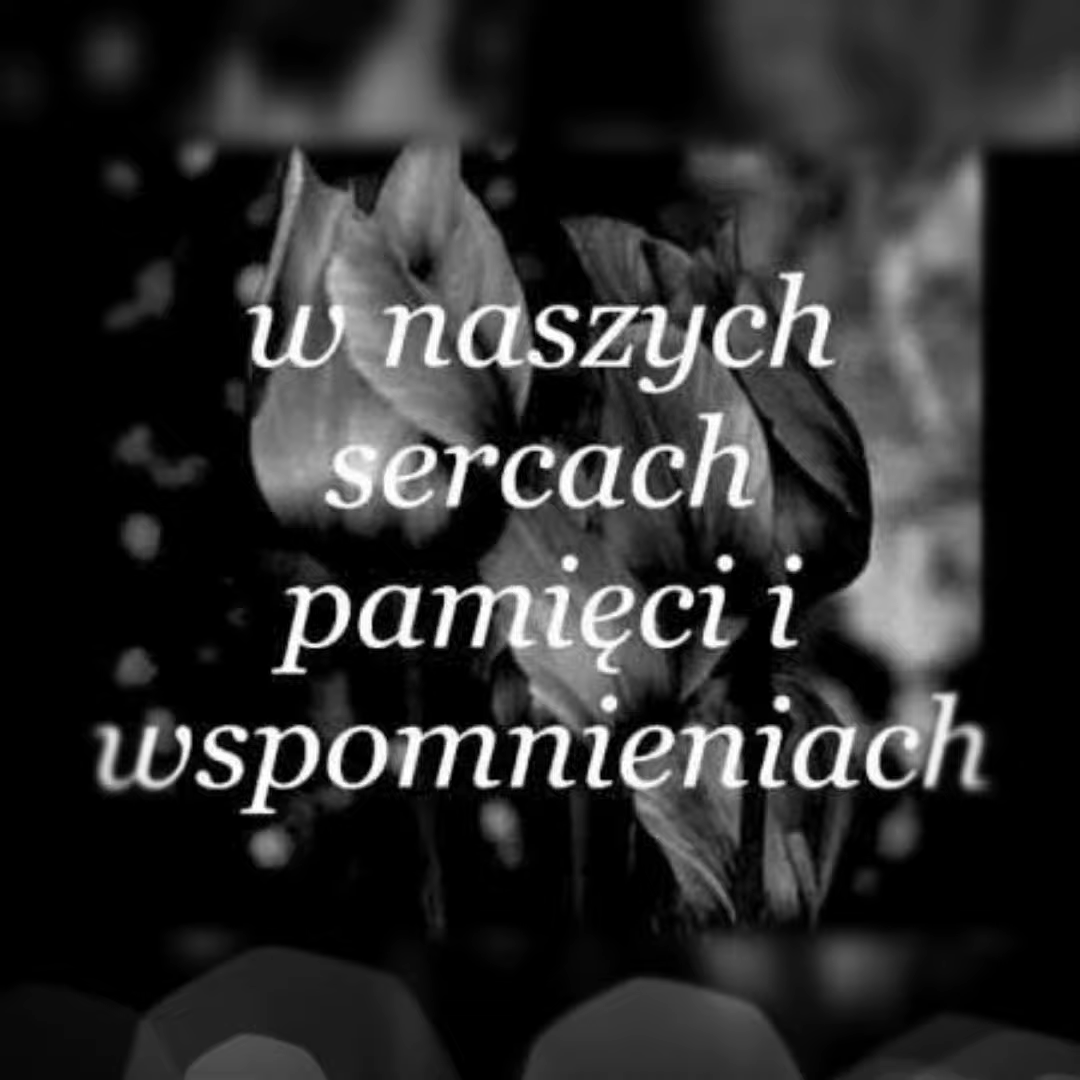 w naszych
sercach
pamięci i
wspomnieniach